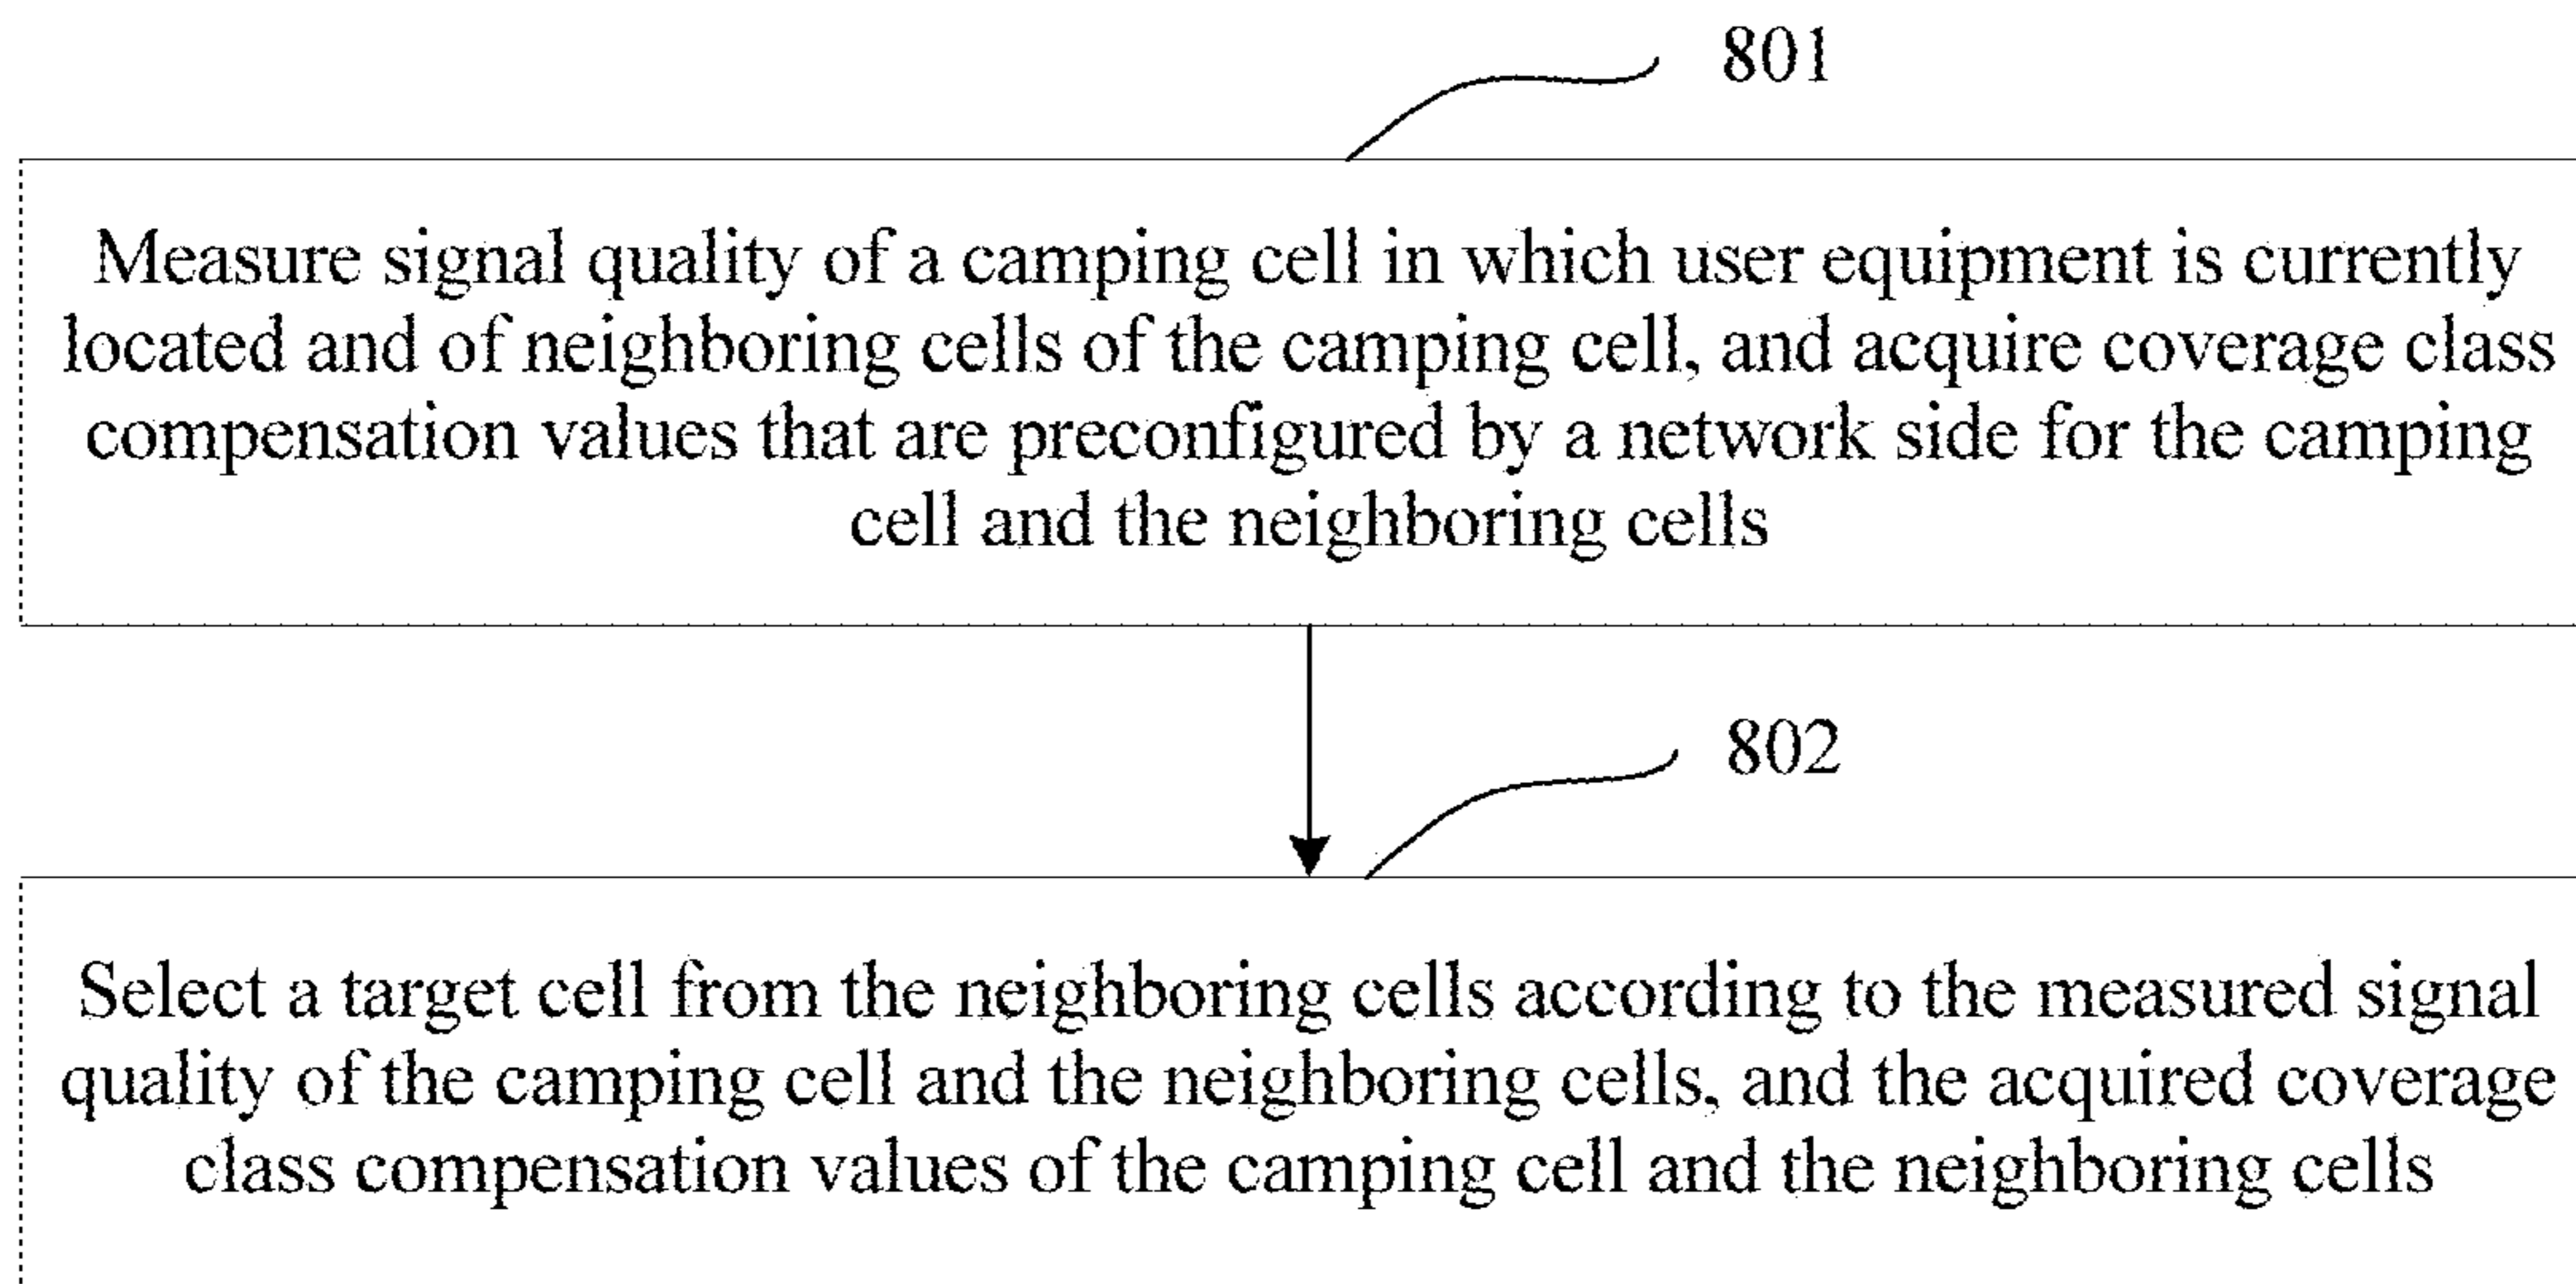 801
Measure signal quality of a camping cell in which user equipment is currently
located and of neighboring cells of the camping cell, and acquire coverage class
compensation values that are preconfigured by a network side for the camping
cell and the neighboring cells
802
Select a target cell from the neighboring cells according to the measured signal
quality of the camping cell and the neighboring cells, and the acquired coverage
class compensation values of the camping cell and the neighboring cells